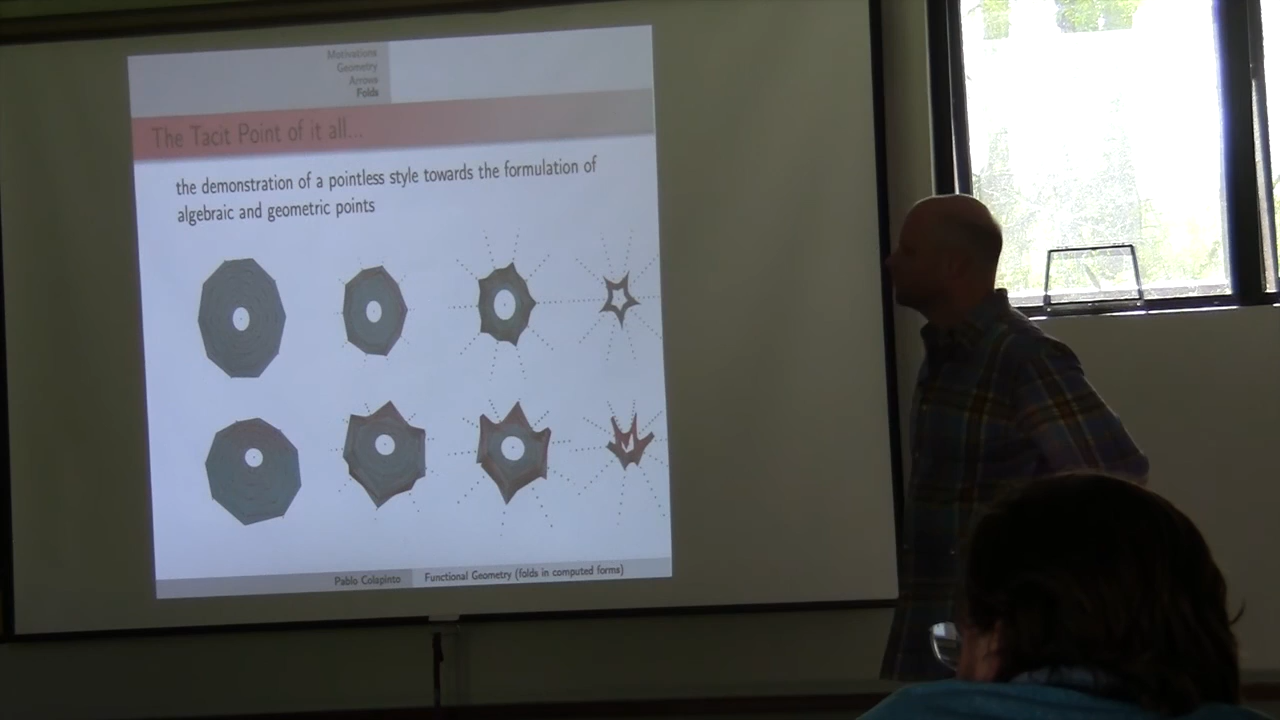 Motivations
Geometry
Arrows
Folds
The Tacit Point of it all...
the demonstration of a pointless style towards the formulation of
algebraic and geometric points
Pablo Colapinto
Functional Geometry (folds in computed forms)